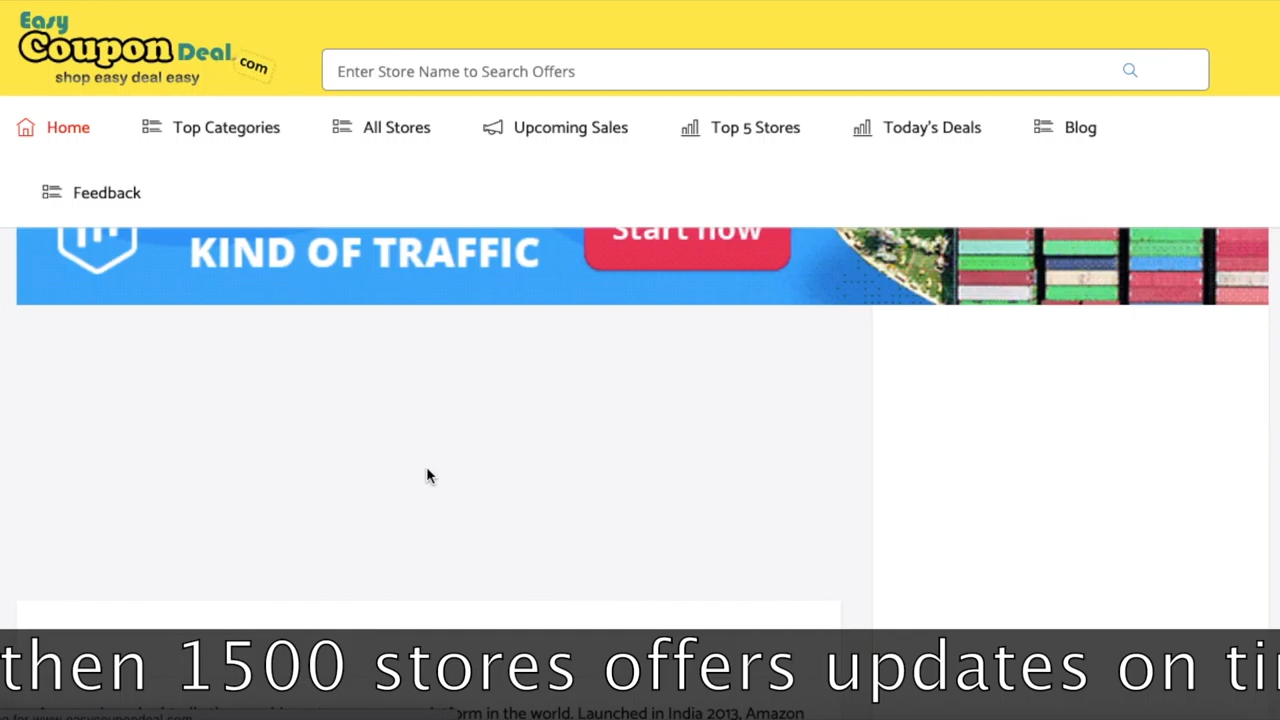 Easy
Coupon Deal.com
shop easy deal easy
Enter Store Name to Search Offers
Home
Top Categories
All Stores
Upcoming Sales
Top 5 Stores
Today's Deals
Blog
Feedback
KIND OF TRAFFIC
Start now
then 1500 stores offers updates on
form in the world. Launched in India 2013, Amazon